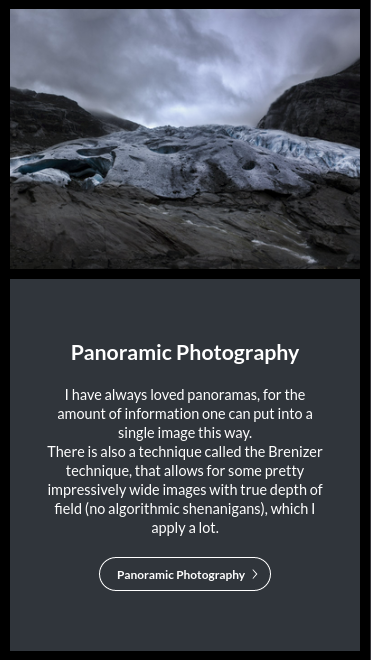 Panoramic Photography
I have always loved panoramas, for the
amount of information one can put into a
single image this way.
There is also a technique called the Brenizer
technique, that allows for some pretty
impressively wide images with true depth of
field (no algorithmic shenanigans), which I
apply a lot.
Panoramic Photography